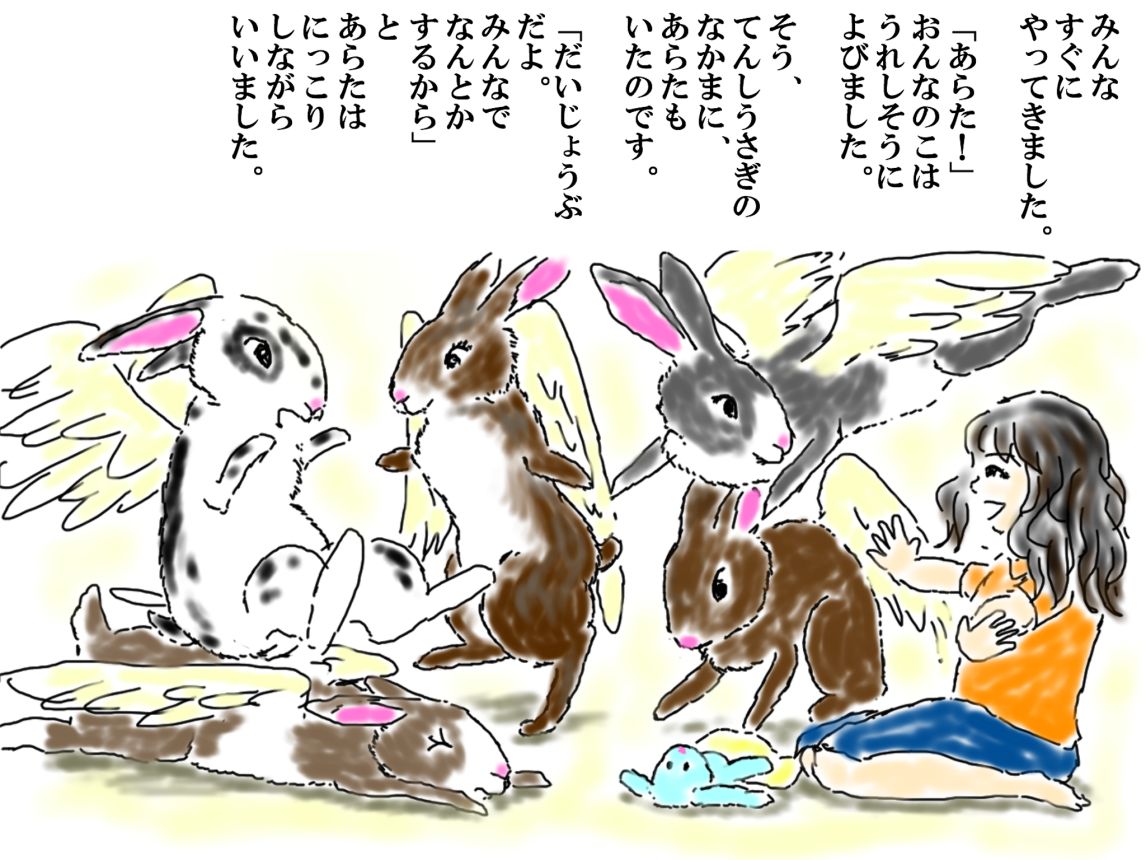 みんな
すぐに
やってきました。
「あらた！」
おんなのこは
うれしそうに
よびました。
そう、
てんしうさぎの
なかまに、
あらたも
いたのです。
「だいじょうぶ
だよ。
みんなで
なんとか
するから」
と
あらたは
にっこり
しながら
いいました。